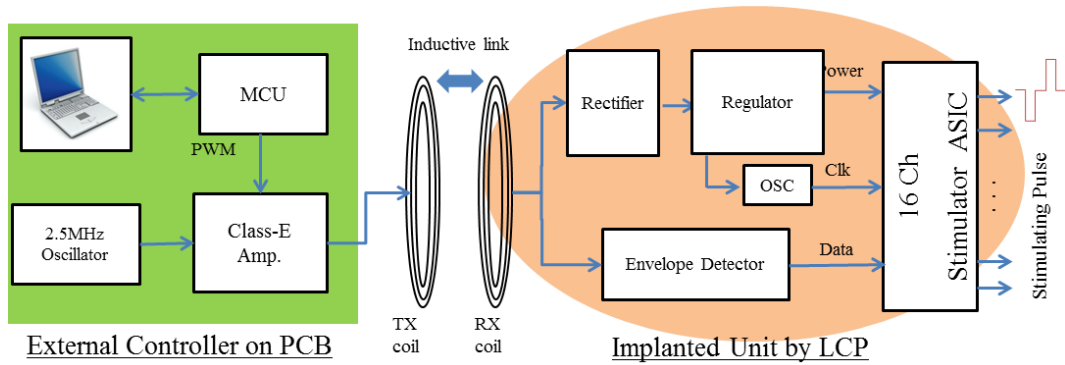 MCU
PWM
2.5MHz
Oscillator
Class-E
Amp.
External Controller on PCB
Inductive link
TX
coil
RX
coil
Rectifier
Regulator
Power
OSC
Clk
Envelope Detector
Data
16 Ch
Stimulator ASIC
. . . .
Stimulating Pulse
Implanted Unit by LCP